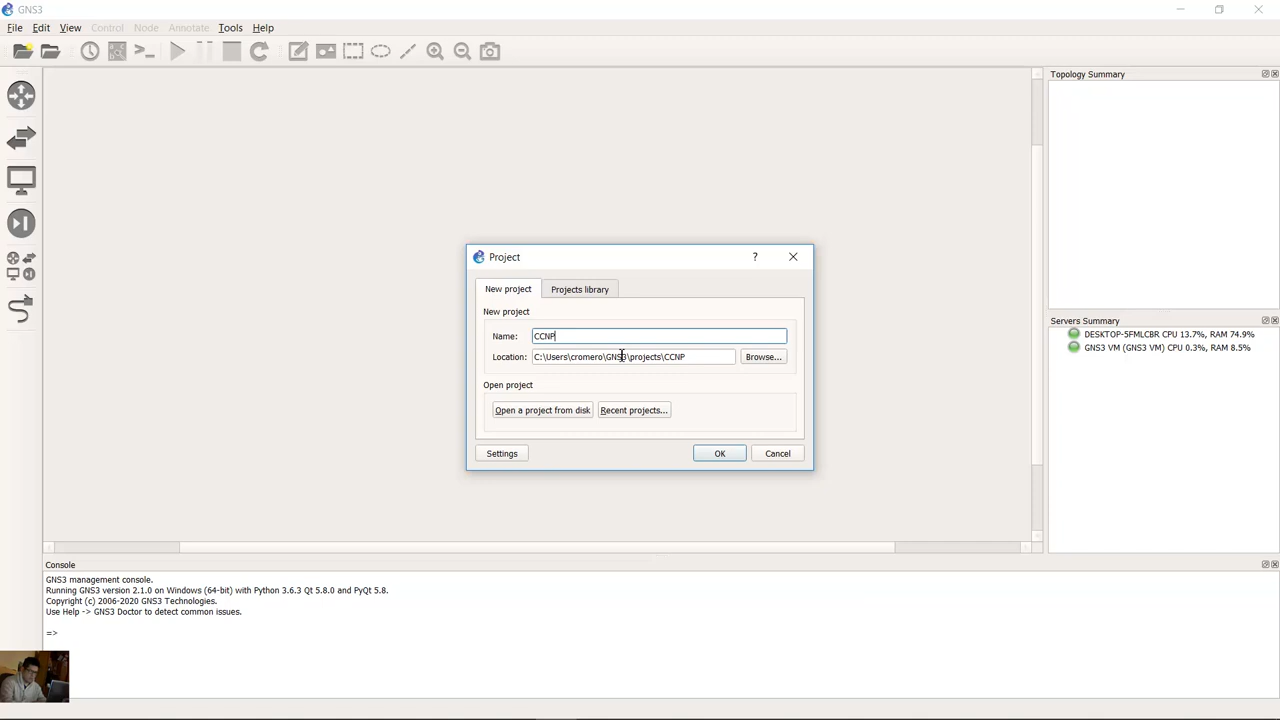 GNS3
File Edit View Control Node Annotate Tools Help
Topology Summary
Project
?
New project Projects library
New project
Name: CCNP
Location: C:\Users\cromero\GNS3\projects\CCNP Browse...
Open project
Open a project from disk Recent projects...
Settings OK Cancel
Servers Summary
DESKTOP-5FMLCBR CPU 13.7%, RAM 74.9%
GNS3 VM (GNS3 VM) CPU 0.3%, RAM 8.5%
Console
GNS3 management console.
Running GNS3 version 2.1.0 on Windows (64-bit) with Python 3.6.3 Qt 5.8.0 and PyQt 5.8.
Copyright (c) 2006-2020 GNS3 Technologies.
Use Help -> GNS3 Doctor to detect common issues.
=>